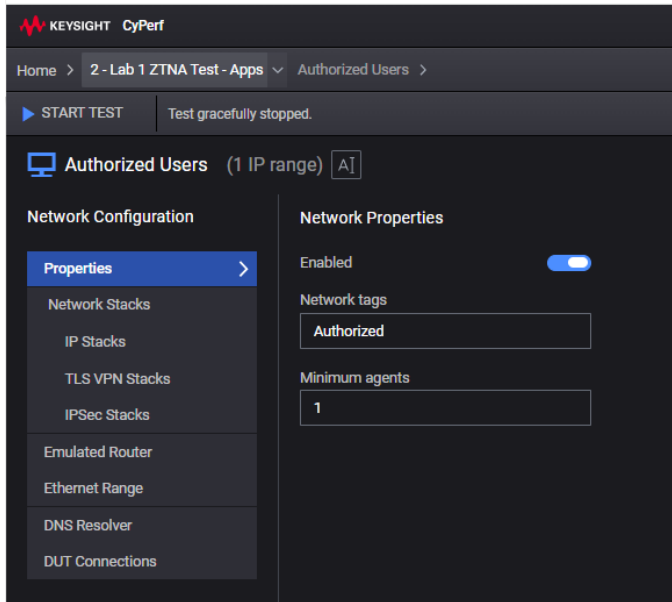 KEYSIGHT CyPerf
Home > 2 - Lab 1 ZTNA Test - Apps Authorized Users >
START TEST Test gracefully stopped.
Authorized Users (1 IP range) A
Network Configuration
Properties
Network Stacks
IP Stacks
TLS VPN Stacks
IPSec Stacks
Emulated Router
Ethernet Range
DNS Resolver
DUT Connections
Network Properties
Enabled
Network tags
Authorized
Minimum agents
1